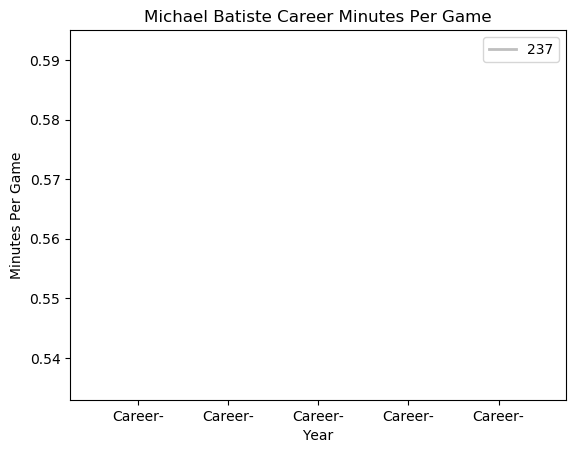 Michael Batiste Career Minutes Per Game
237
Minutes Per Game
0.59
0.58
0.57
0.56
0.55
0.54
Career- Career- Career- Career- Career-
Year